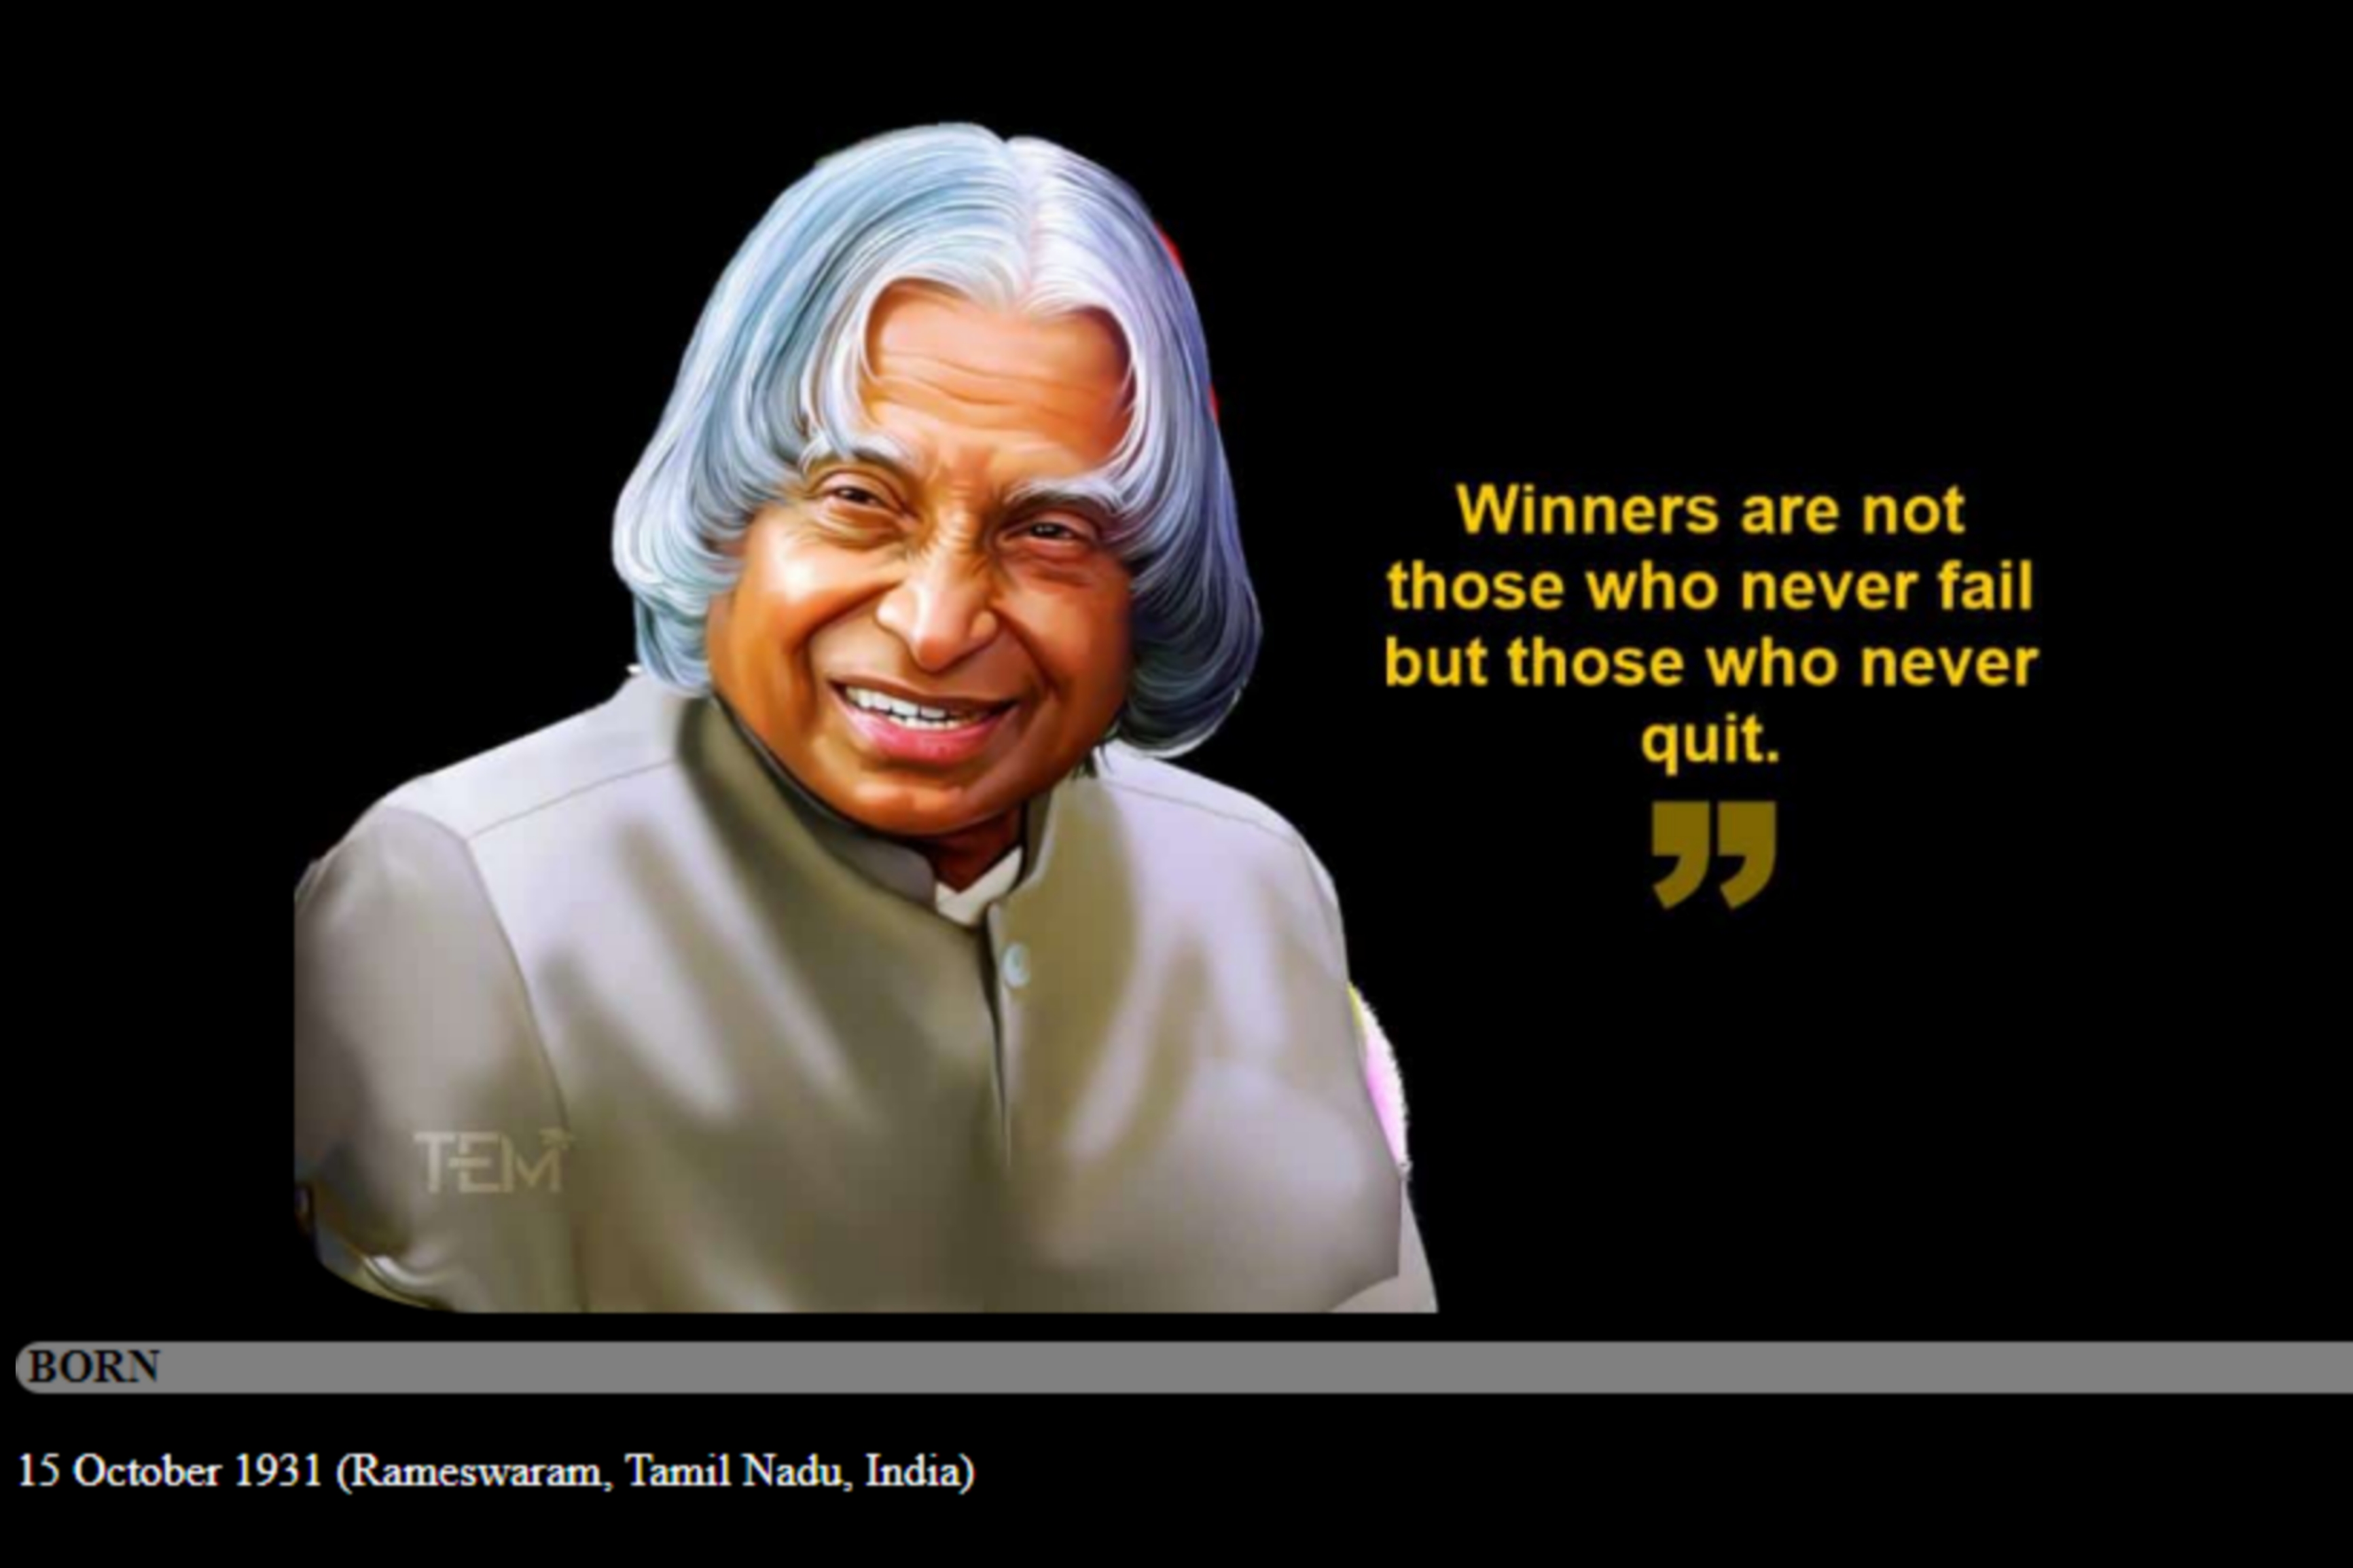 Winners are not
those who never fail
but those who never
quit.
”
TEM
BORN
15 October 1931 (Rameswaram, Tamil Nadu, India)